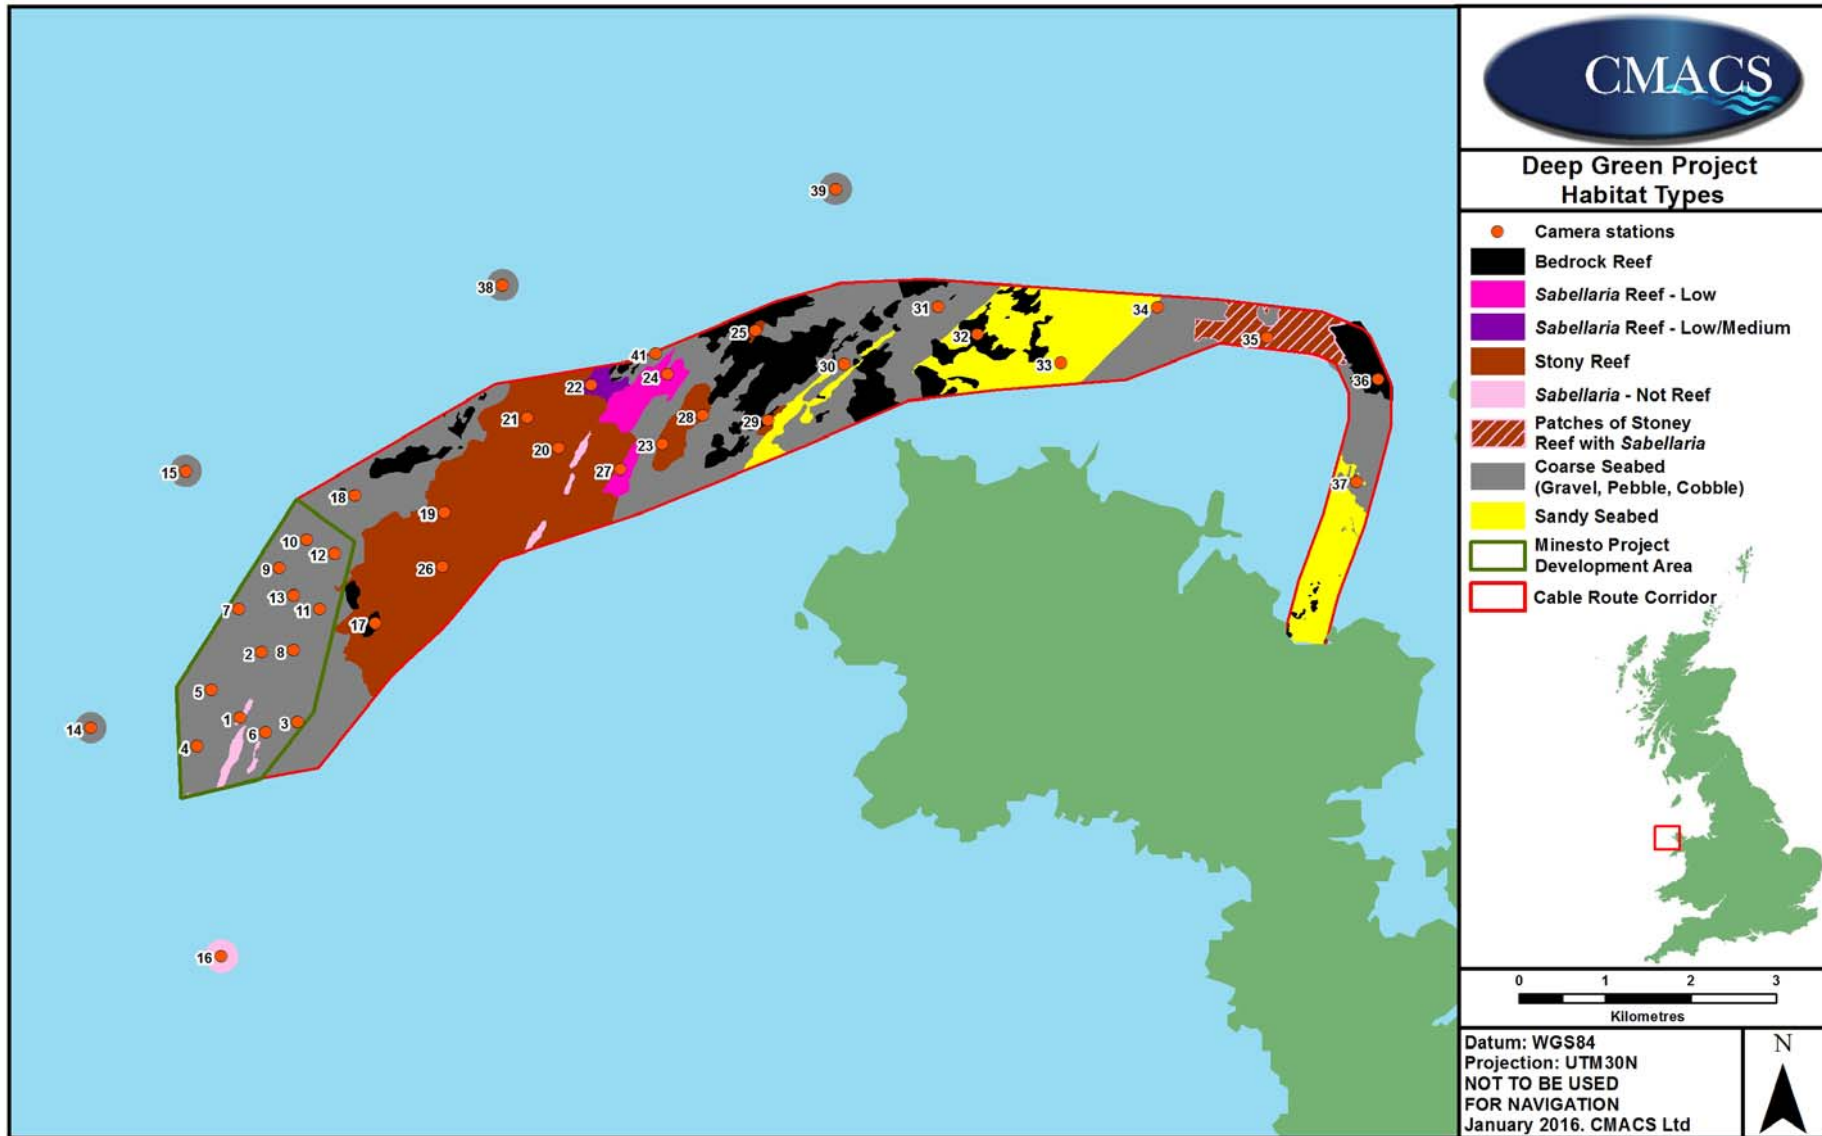 CMACS
Deep Green Project
Habitat Types
Camera stations
Bedrock Reef
Sabellaria Reef - Low
Sabellaria Reef - Low/Medium
Stony Reef
Sabellaria - Not Reef
Patches of Stoney
Reef with Sabellaria
Coarse Seabed
(Gravel, Pebble, Cobble)
Sandy Seabed
Minesto Project
Development Area
Cable Route Corridor
0 1 2 3
Kilometres
Datum: WGS84
Projection: UTM30N
NOT TO BE USED
FOR NAVIGATION
January 2016. CMACS Ltd
N
39
38
31
34
25
32
35
41
30
33
24
22
36
28
21
29
23
20
27
15
37
18
19
10
12
9
26
13
7
11
17
2
8
5
1
3
14
6
4
16